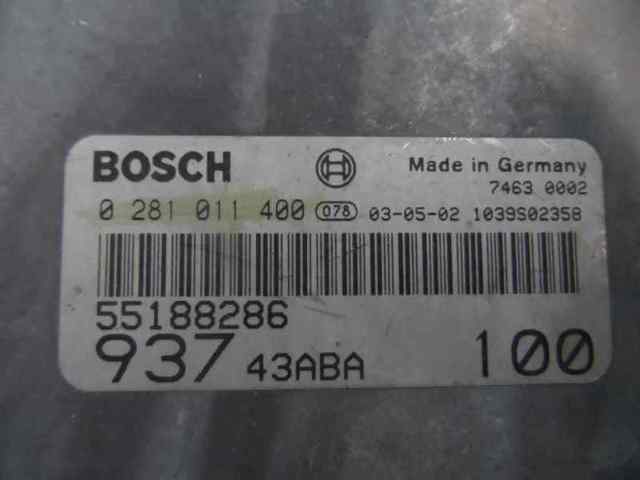 BOSCH Made in Germany
7463 0002
0 281 011 400 078 03-05-02 1039S02358
55188286
937 43ABA 100